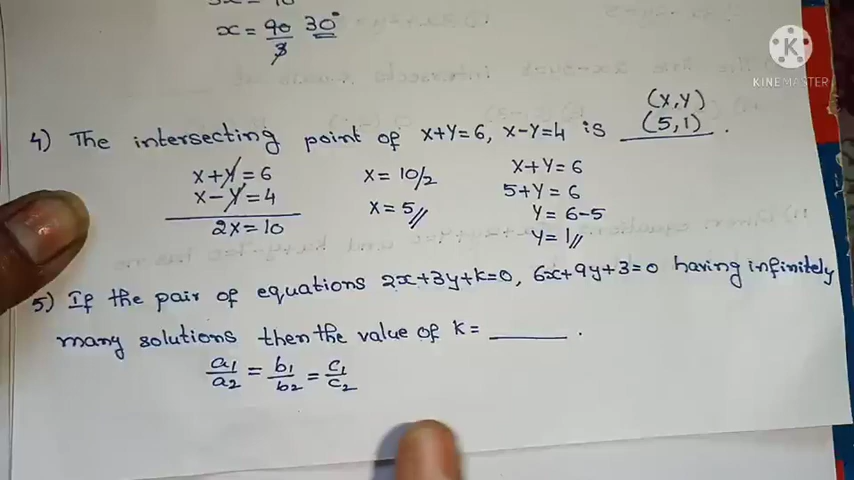 x = 90/3 30°
K
KINEMASTER
4) The intersecting point of x+y=6, x-y=4 is (x,y) (5,1).
x+y=6
x-y=4
2x=10
x=10/2
x=5//
x+y=6
5+y=6
y=6-5
y=1//
5) If the pair of equations 2x+3y+k=0, 6x+9y+3=0 having infinitely
many solutions then the value of k= ______.
a1/a2 = b1/b2 = c1/c2